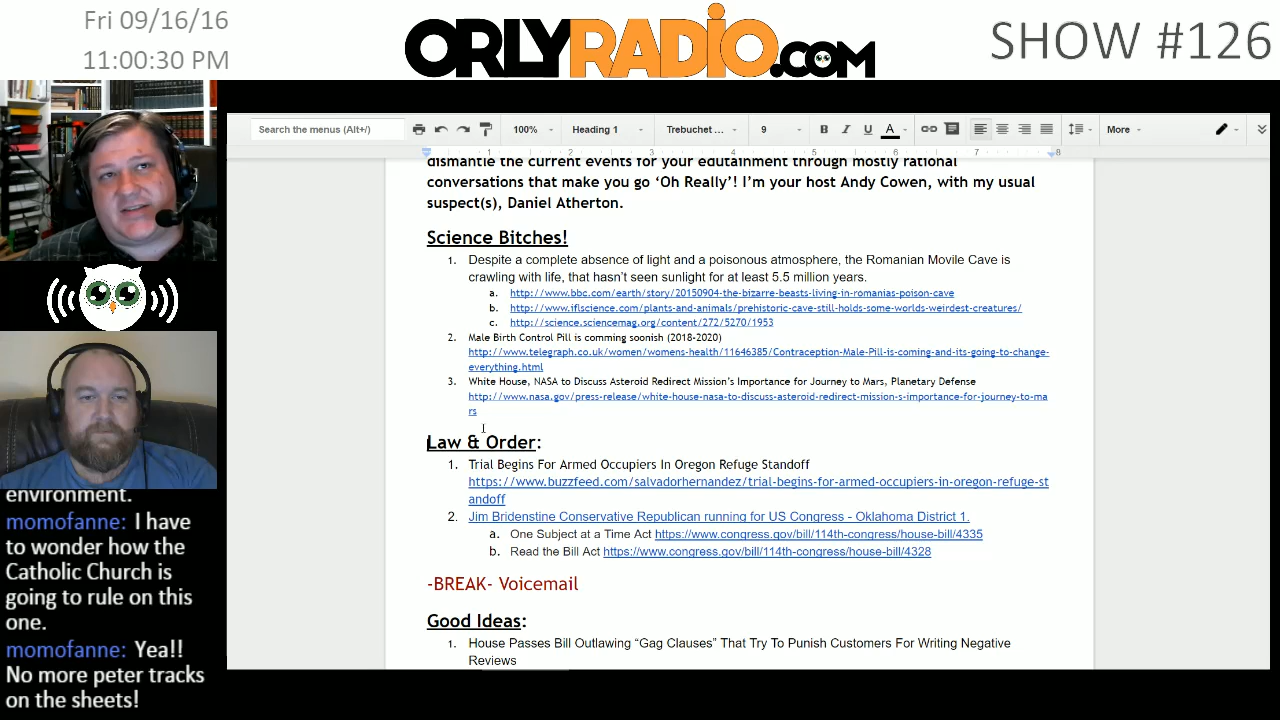 Fri 09/16/16
11:00:30 PM
ORLYRADiO.com
SHOW #126
Search the menus (Alt+/)
100%
Heading 1
Trebuchet ...
9
B
I
U
A
More
1 2 3 4 5 6 7 8
dismantle the current events for your edutainment through mostly rational
conversations that make you go ‘Oh Really’! I’m your host Andy Cowen, with my usual
suspect(s), Daniel Atherton.
Science Bitches!
1. Despite a complete absence of light and a poisonous atmosphere, the Romanian Movile Cave is
crawling with life, that hasn’t seen sunlight for at least 5.5 million years.
a. http://www.bbc.com/earth/story/20150904-the-bizarre-beasts-living-in-romanias-poison-cave
b. http://www.iflscience.com/plants-and-animals/prehistoric-cave-still-holds-some-worlds-weirdest-creatures/
c. http://science.sciencemag.org/content/272/5270/1953
2. Male Birth Control Pill is comming soonish (2018-2020)
http://www.telegraph.co.uk/women/womens-health/11646385/Contraception-Male-Pill-is-coming-and-its-going-to-change-
everything.html
3. White House, NASA to Discuss Asteroid Redirect Mission’s Importance for Journey to Mars, Planetary Defense
http://www.nasa.gov/press-release/white-house-nasa-to-discuss-asteroid-redirect-mission-s-importance-for-journey-to-ma
rs
Law & Order:
1. Trial Begins For Armed Occupiers In Oregon Refuge Standoff
https://www.buzzfeed.com/salvadorhernandez/trial-begins-for-armed-occupiers-in-oregon-refuge-st
andoff
2. Jim Bridenstine Conservative Republican running for US Congress - Oklahoma District 1.
a. One Subject at a Time Act https://www.congress.gov/bill/114th-congress/house-bill/4335
b. Read the Bill Act https://www.congress.gov/bill/114th-congress/house-bill/4328
-BREAK- Voicemail
Good Ideas:
1. House Passes Bill Outlawing “Gag Clauses” That Try To Punish Customers For Writing Negative
Reviews
environment.
momofanne: I have
to wonder how the
Catholic Church is
going to rule on this
one.
momofanne: Yea!!
No more peter tracks
on the sheets!